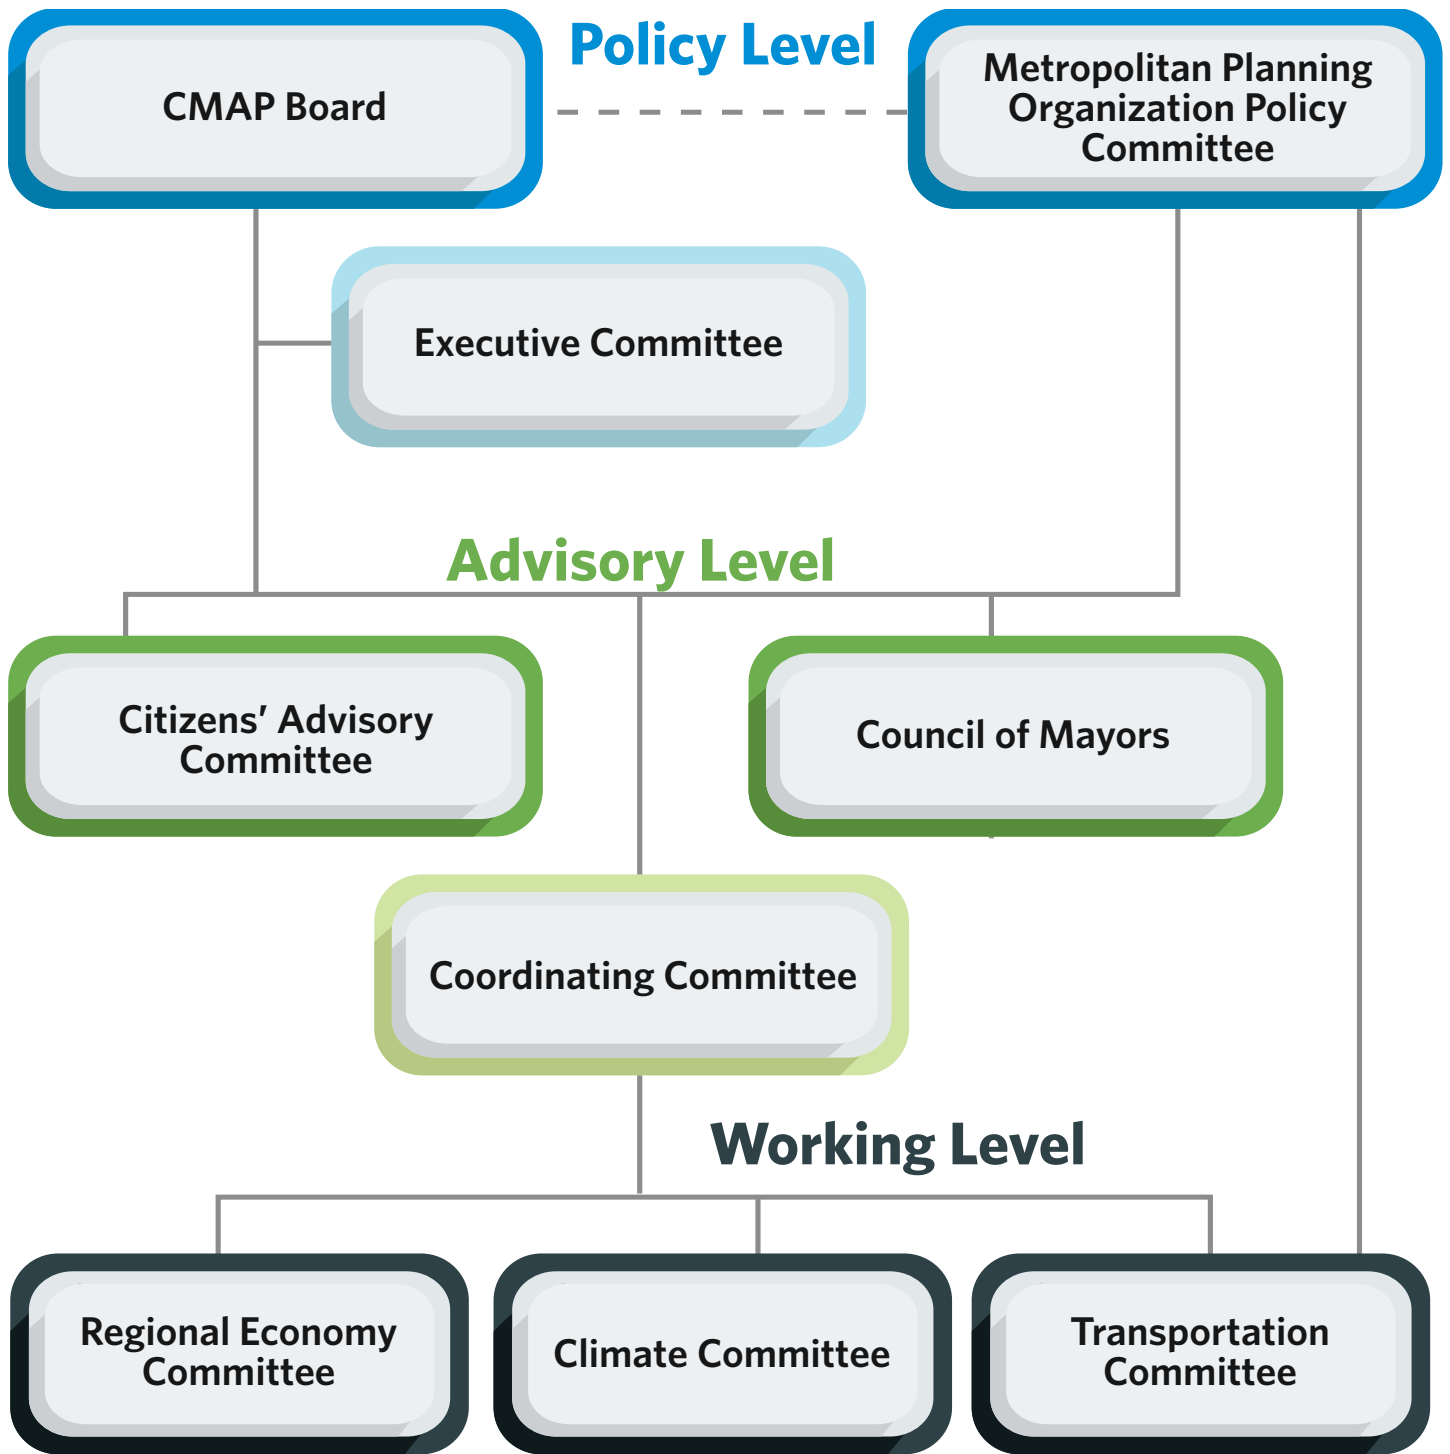 Policy Level
CMAP Board
Metropolitan Planning
Organization Policy
Committee
Executive Committee
Advisory Level
Citizens’ Advisory
Committee
Council of Mayors
Coordinating Committee
Working Level
Regional Economy
Committee
Climate Committee
Transportation
Committee